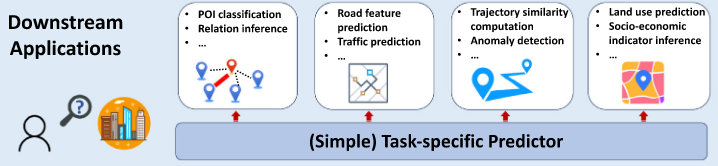 Downstream
Applications
• POI classification
• Relation inference
• ...
• Road feature
prediction
• Traffic prediction
• ...
• Trajectory similarity
computation
• Anomaly detection
• ...
• Land use prediction
• Socio-economic
indicator inference
• ...
(Simple) Task-specific Predictor